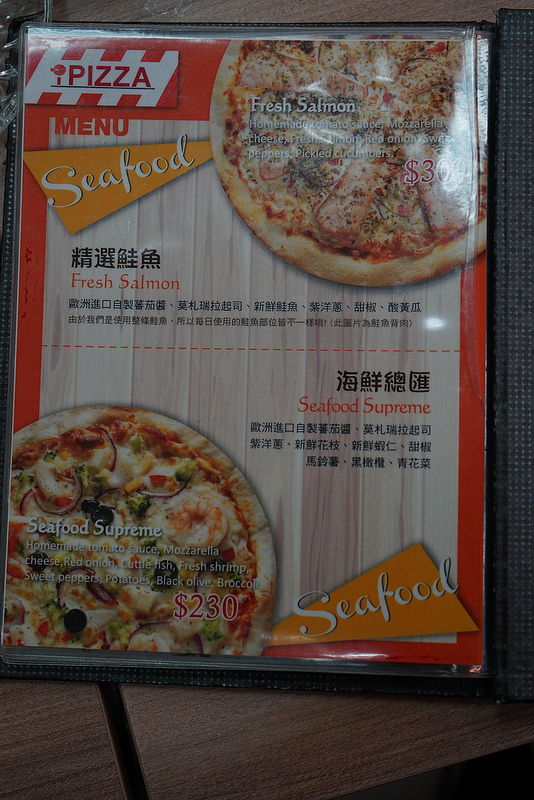 iPIZZA
MENU
Seafood
Fresh Salmon
Homemade tomato sauce, Mozzarella
cheese, Fresh salmon, Red onion, Sweet
peppers, Pickled cucumbers
精選鮭魚
Fresh Salmon
歐洲進口自製蕃茄醬、莫札瑞拉起司、新鮮鮭魚、紫洋蔥、甜椒、酸黃瓜
由於我們是使用整條鮭魚，所以每日使用的鮭魚部位皆不一樣哦!（此圖片為鮭魚背肉）
海鮮總匯
Seafood Supreme
歐洲進口自製蕃茄醬、莫札瑞拉起司
紫洋蔥、新鮮花枝、新鮮蝦仁、甜椒
馬鈴薯、黑橄欖、青花菜
Seafood Supreme
Homemade tomato sauce, Mozzarella
cheese,Red onion, Cuttle fish, Fresh shrimp,
Sweet peppers, Potatoes, Black olive, Broccoli
$230
Seafood